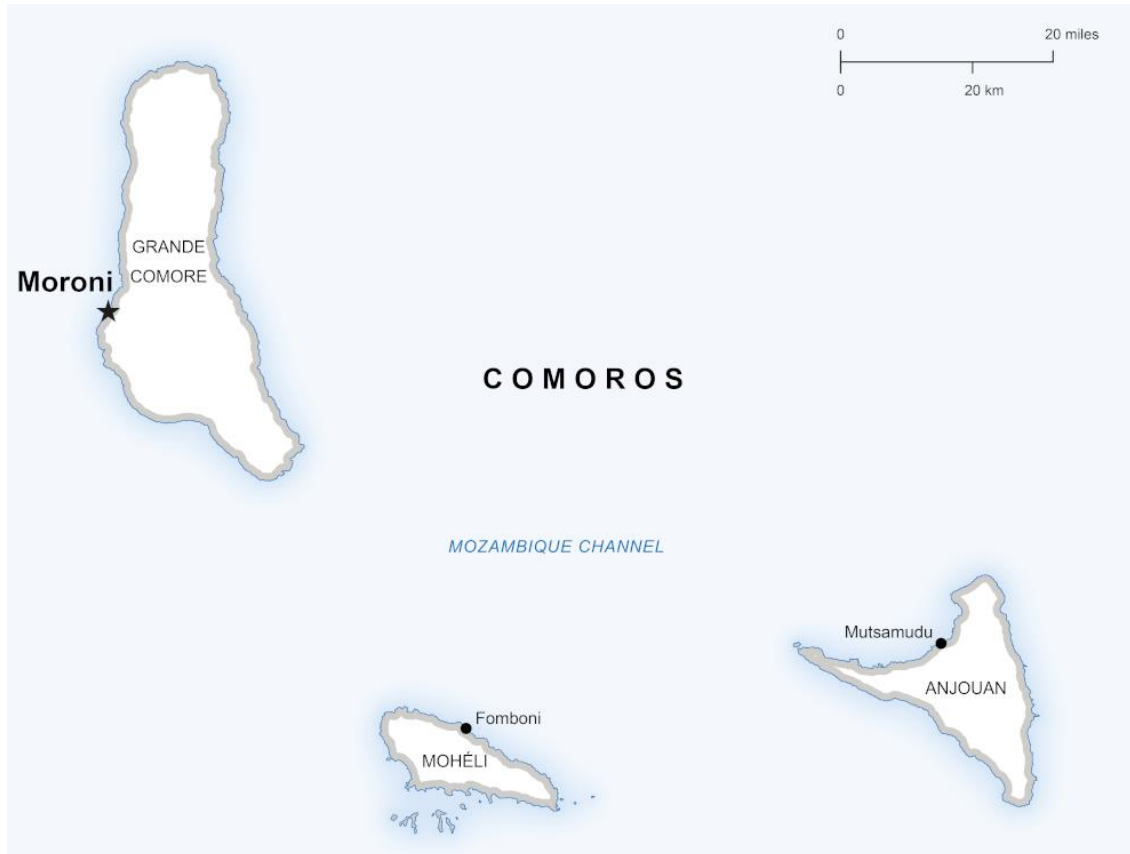 0 20 miles
0 20 km
GRANDE
COMORE
Moroni
COMOROS
MOZAMBIQUE CHANNEL
Mutsamudu
ANJOUAN
Fomboni
MOHÉLI